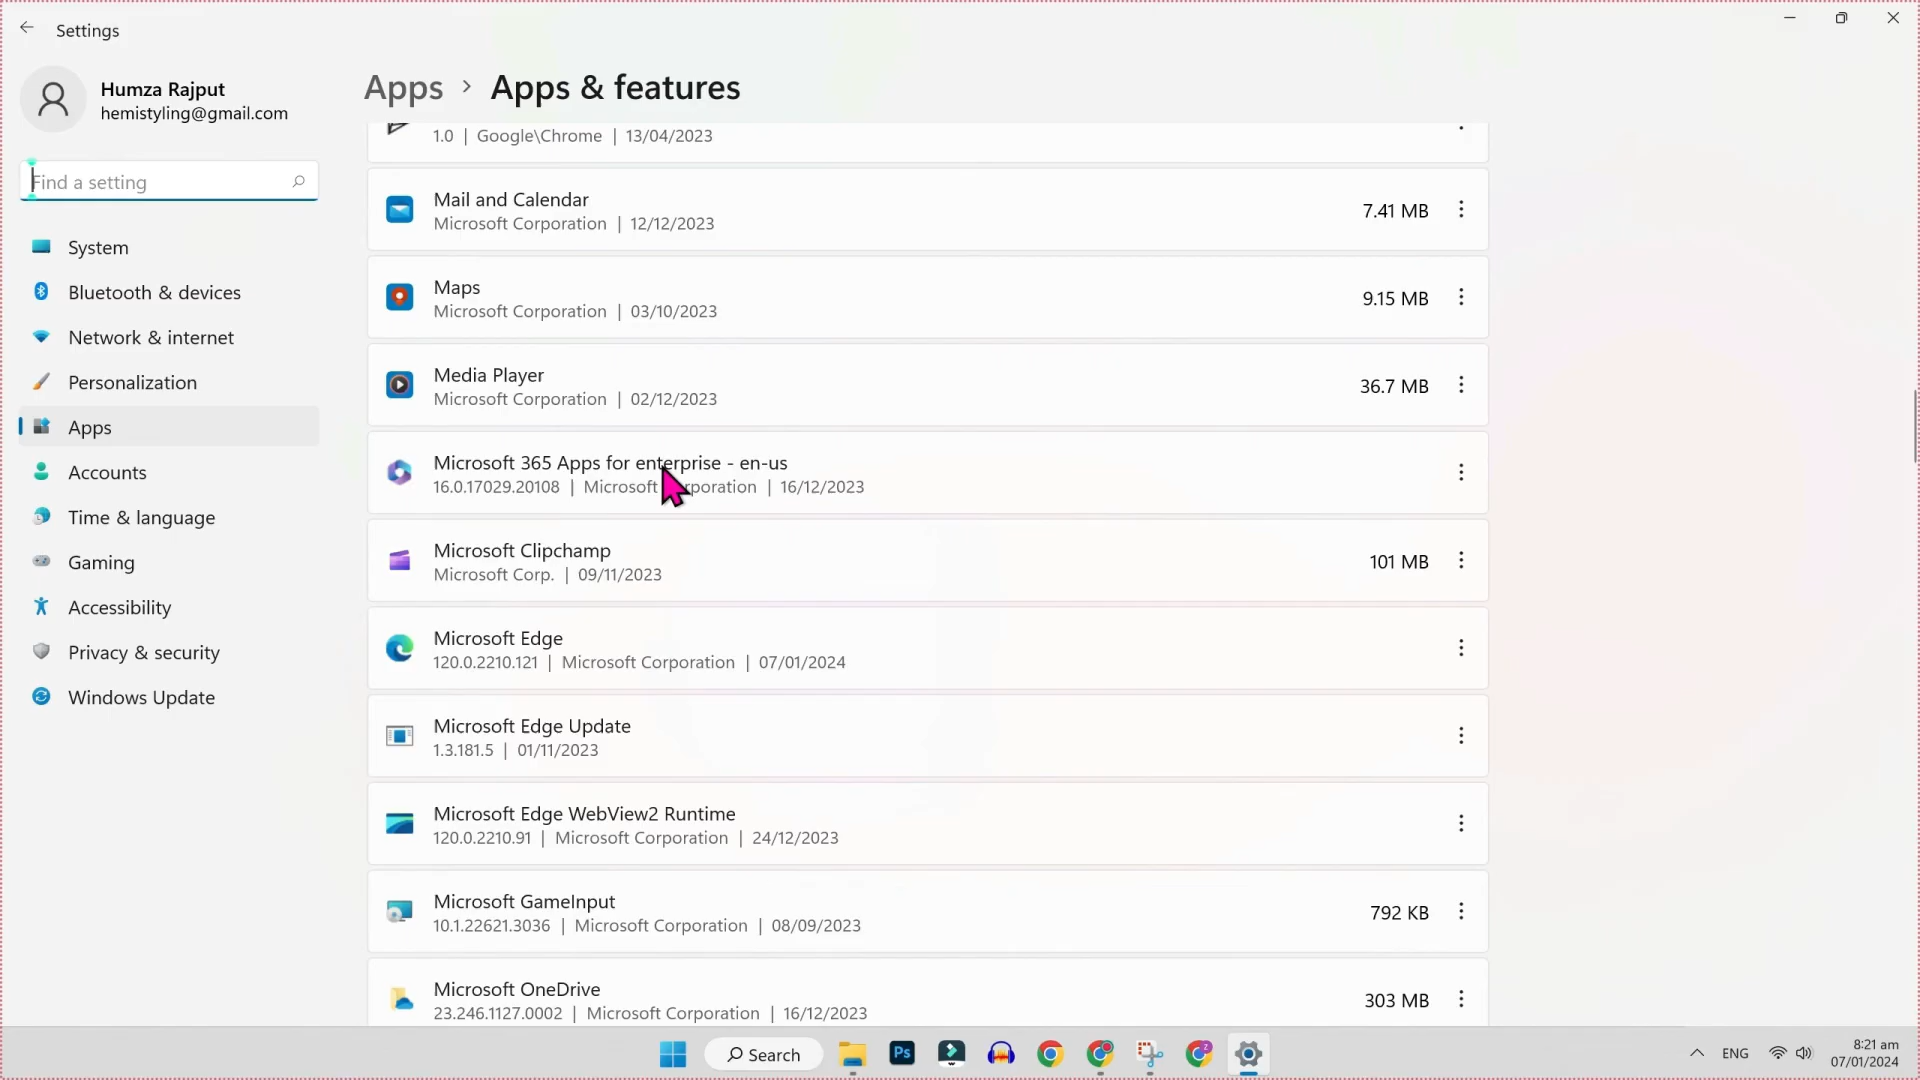 Settings
Humza Rajput
hemistyling@gmail.com
Find a setting
System
Bluetooth & devices
Network & internet
Personalization
Apps
Accounts
Time & language
Gaming
Accessibility
Privacy & security
Windows Update
Apps > Apps & features
1.0 | Google\Chrome | 13/04/2023
Mail and Calendar
Microsoft Corporation | 12/12/2023
7.41 MB
Maps
Microsoft Corporation | 03/10/2023
9.15 MB
Media Player
Microsoft Corporation | 02/12/2023
36.7 MB
Microsoft 365 Apps for enterprise - en-us
16.0.17029.20108 | Microsoft Corporation | 16/12/2023
Microsoft Clipchamp
Microsoft Corp. | 09/11/2023
101 MB
Microsoft Edge
120.0.2210.121 | Microsoft Corporation | 07/01/2024
Microsoft Edge Update
1.3.181.5 | 01/11/2023
Microsoft Edge WebView2 Runtime
120.0.2210.91 | Microsoft Corporation | 24/12/2023
Microsoft GameInput
10.1.22621.3036 | Microsoft Corporation | 08/09/2023
792 KB
Microsoft OneDrive
23.246.1127.0002 | Microsoft Corporation | 16/12/2023
303 MB
Search
Ps
ENG
8:21 am
07/01/2024